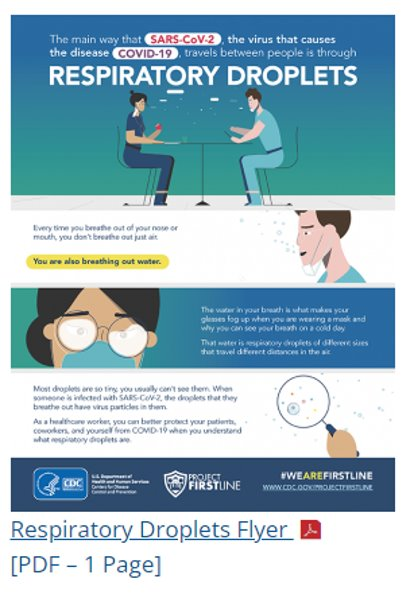 The main way that SARS-CoV-2 , the virus that causes
the disease COVID-19 , travels between people is through
RESPIRATORY DROPLETS
Every time you breathe out of your nose or
mouth, you don't breathe out just air.
You are also breathing out water.
The water in your breath is what makes your
glasses fog up when you are wearing a mask and
why you can see your breath on a cold day.
That water is respiratory droplets of different sizes
that travel different distances in the air.
Most droplets are so tiny, you usually can't see them. When
someone is infected with SARS-CoV-2, the droplets that they
breathe out have virus particles in them.
As a healthcare worker, you can better protect your patients,
coworkers, and yourself from COVID-19 when you understand
what respiratory droplets are.
CDC
U.S. Department of
Health and Human Services
Centers for Disease
Control and Prevention
PROJECT
FIRSTLINE
#WEAREFIRSTLINE
WWW.CDC.GOV/PROJECTFIRSTLINE
Respiratory Droplets Flyer
[PDF – 1 Page]